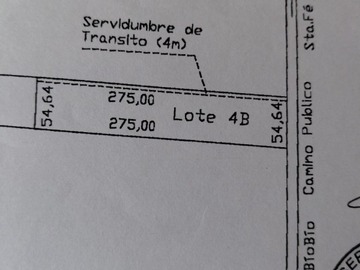 Servidumbre de
Transito (4m)
54,64
275,00
275,00
Lote 4B
54,64
BioBio Camino Publico Sta.Fé